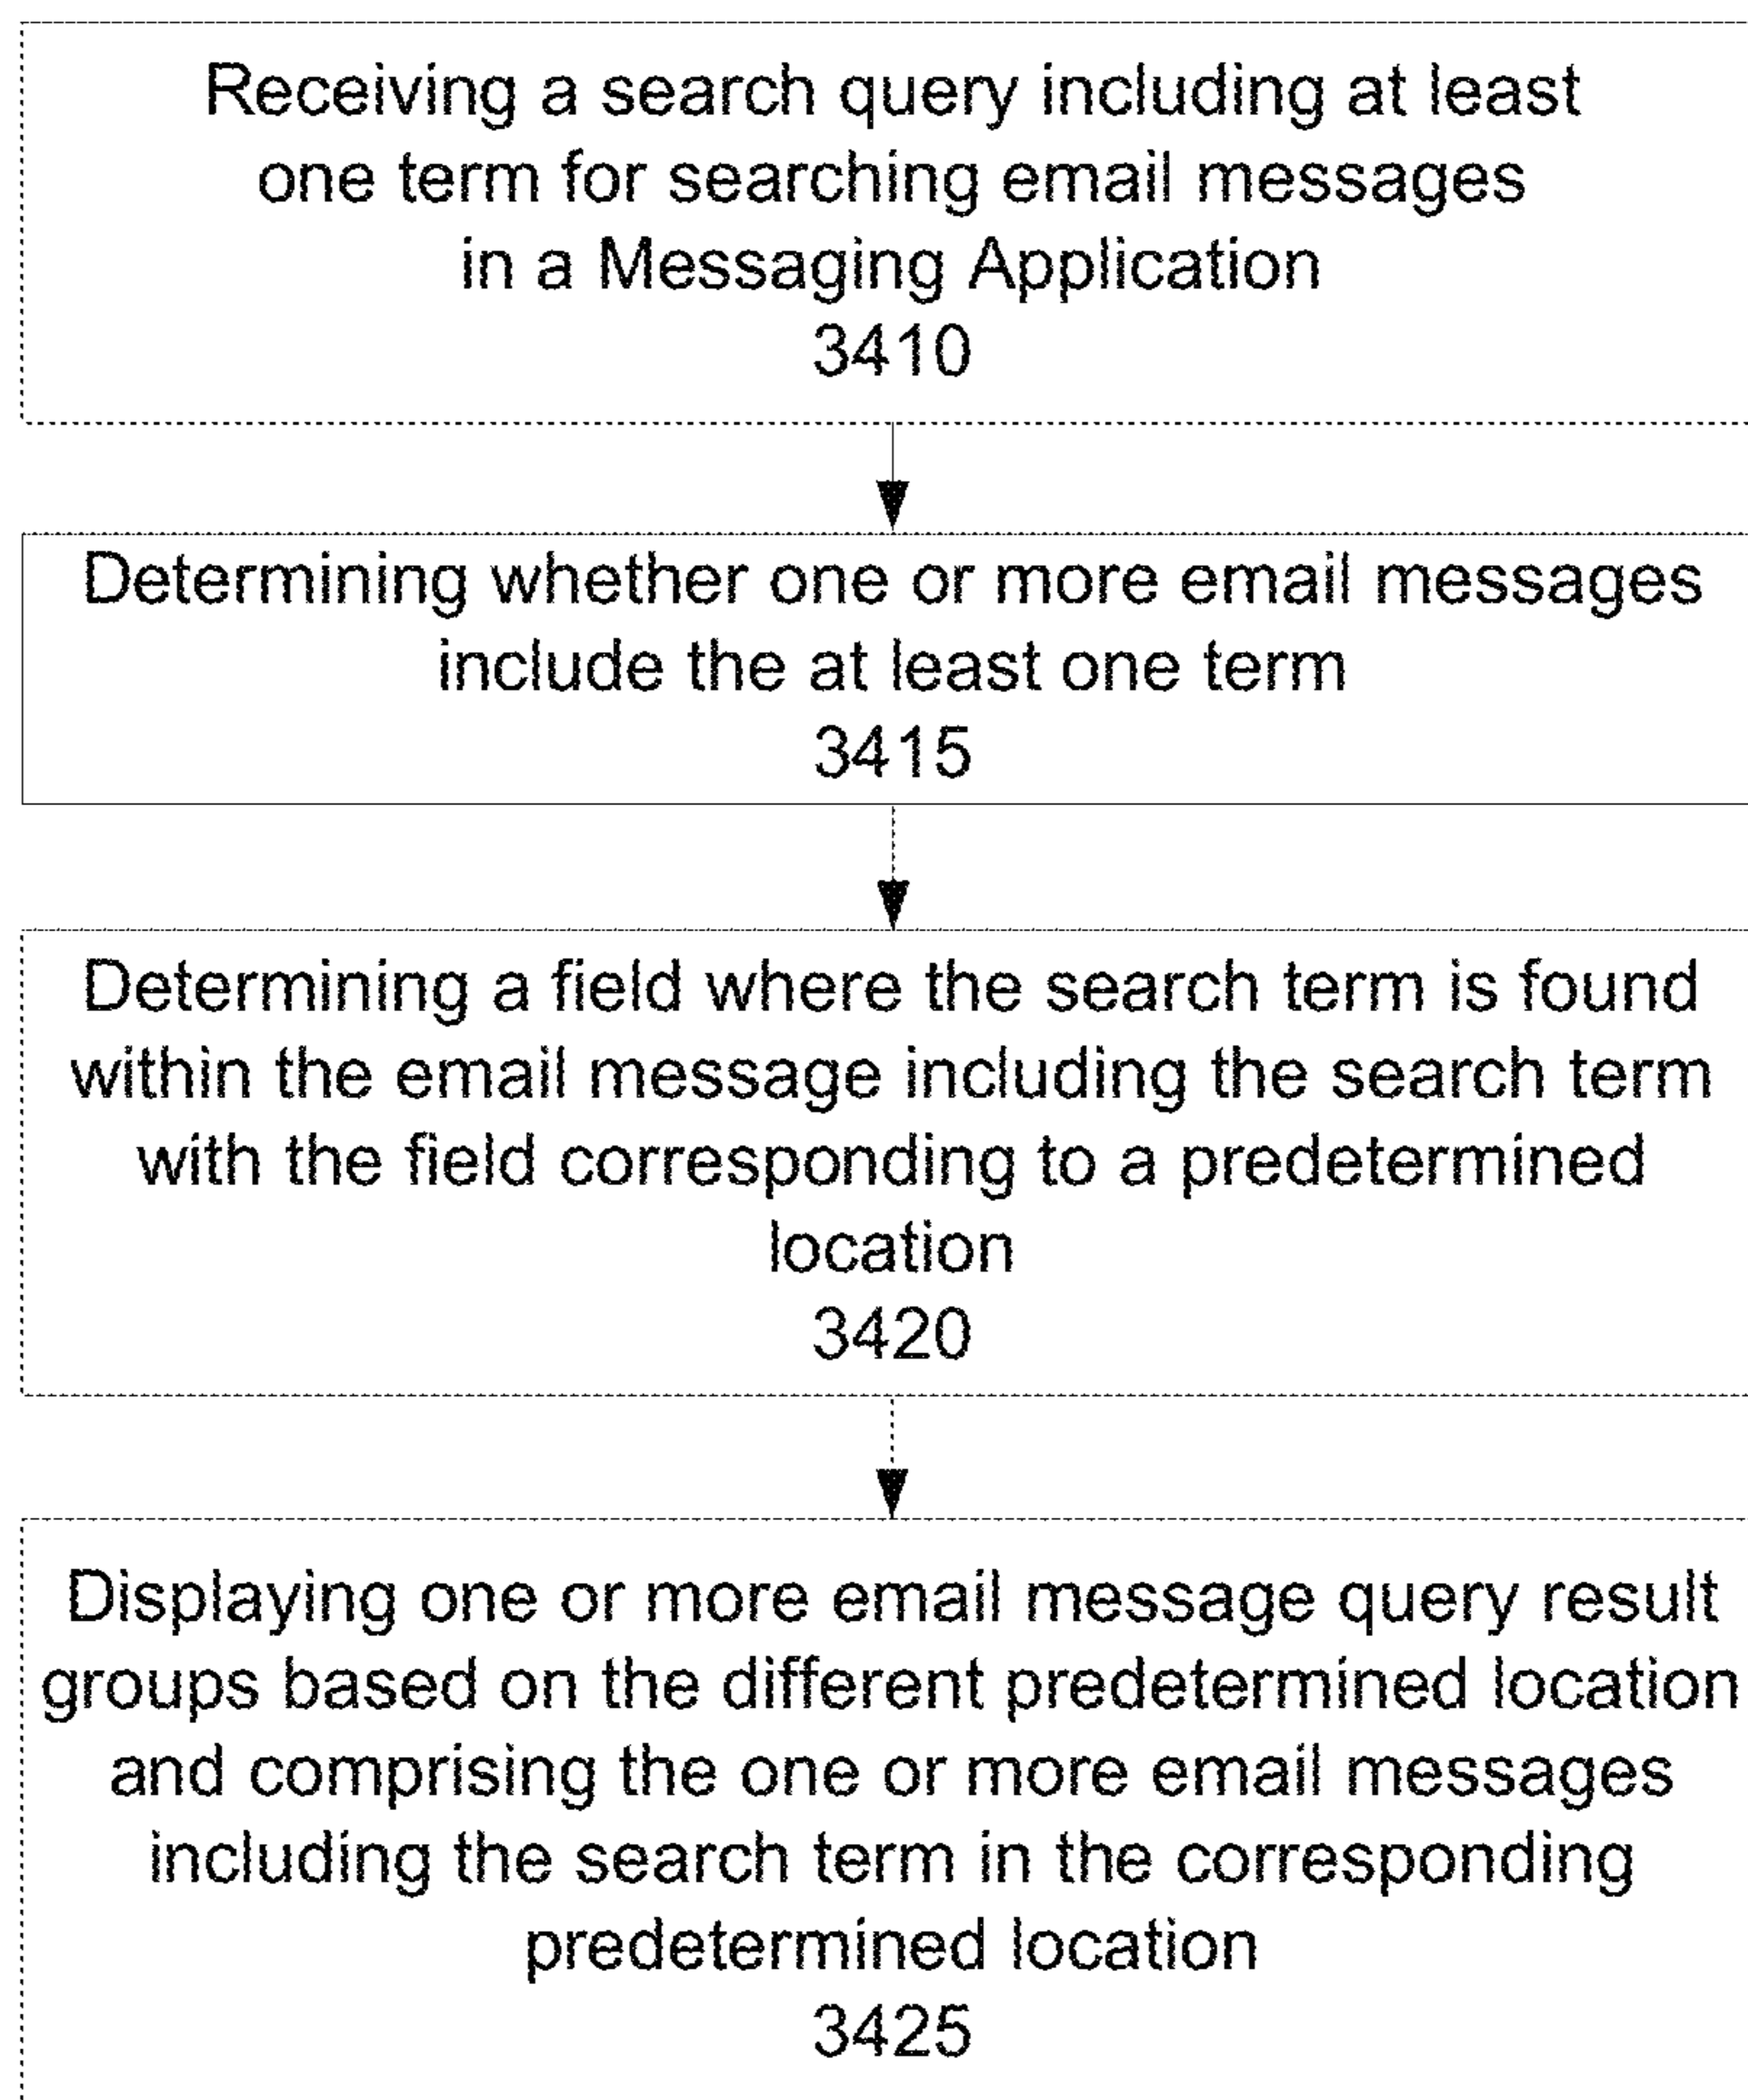 Receiving a search query including at least
one term for searching email messages
in a Messaging Application
3410
Determining whether one or more email messages
include the at least one term
3415
Determining a field where the search term is found
within the email message including the search term
with the field corresponding to a predetermined
location
3420
Displaying one or more email message query result
groups based on the different predetermined location
and comprising the one or more email messages
including the search term in the corresponding
predetermined location
3425